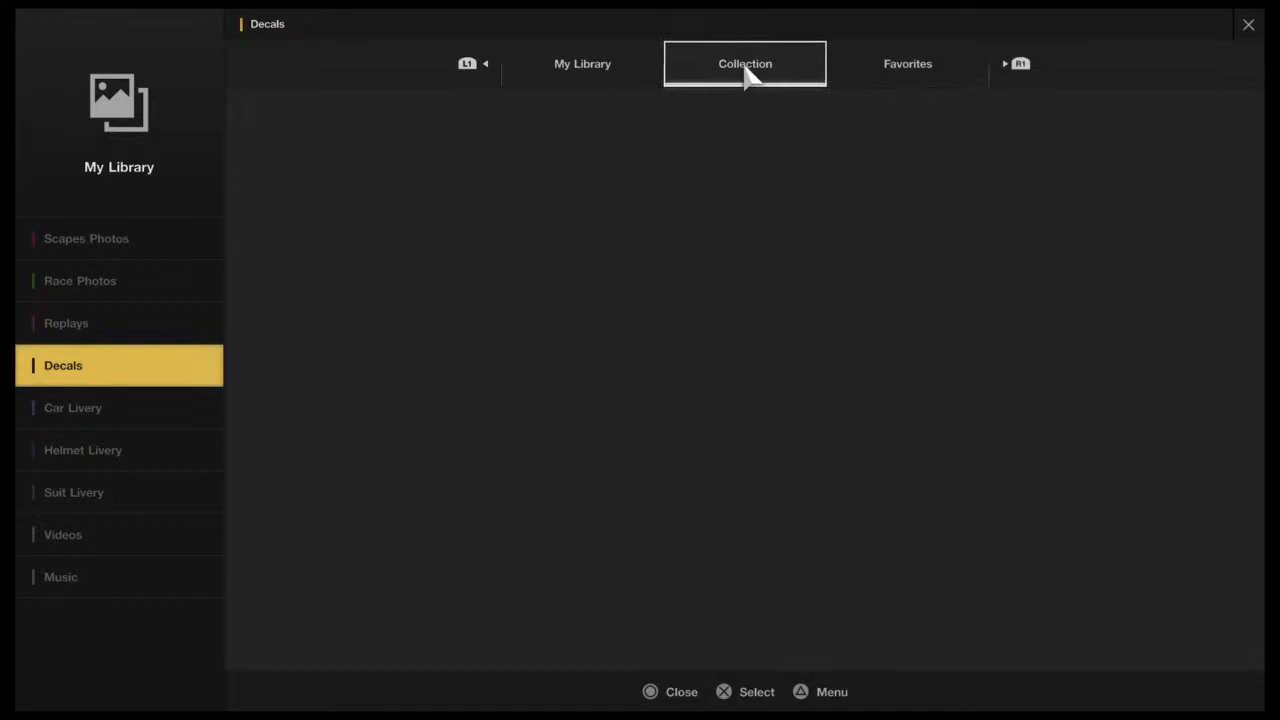 Decals
L1
My Library
Collection
Favorites
R1
My Library
Scapes Photos
Race Photos
Replays
Decals
Car Livery
Helmet Livery
Suit Livery
Videos
Music
Close
Select
Menu